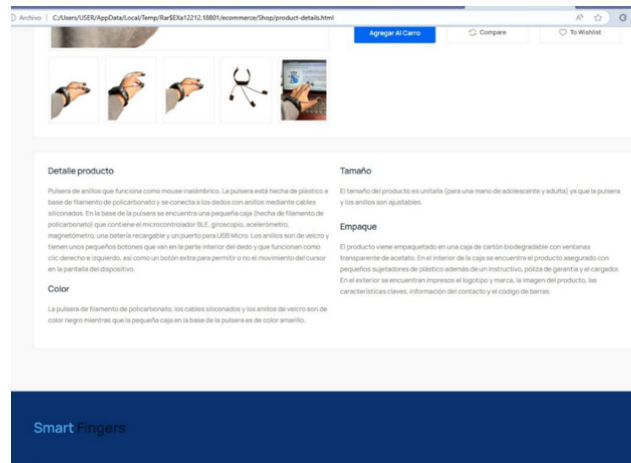 Archivo
C:/Users/USER/AppData/Local/Temp/Rar$EXa12212.18801/ecommerce/Shop/product-details.html
Agregar Al Carro
Compare
To Wishlist
Detalle producto
Pulsera de anillos que funciona como mouse inalémbrico. La pulsera está hecha de plástico a
base de filamento de policarbonato y se conecta a los dedos con anillos mediante cables
siliconados. En la base de la pulsera se encuentra una pequeña caja (hecha de filamento de
policarbonato) que contiene el microcontrolador BLE, giroscopio, acelerómetro,
magnetómetro, una batería recargable y un puerto para USB Micro. Los anillos son de velcro y
tienen unos pequeños botones que van en la parte interior del dedo y que funcionen como
clic derecho e izquierdo, así como un botón extra para permitir o no el movimiento del cursor
en la pantalla del dispositivo.
Color
La pulsera de filamento de policarbonato, los cables siliconados y los anillos de velcro son de
color negro mientras que la pequeña caja en la base de la pulsera es de color amarillo.
Tamaño
El tamaño del producto es unitalla (para una mano de adolescente y adulta) ya que la pulsera
y los anillos son ajustables.
Empaque
El producto viene empaquetado en una caja de cartón biodegradable con ventanas
transparente de acetato. En el interior de la caja se encuentra el producto asegurado con
pequeños sujetadores de plástico además de un instructivo, póliza de garantía y el cargador.
En el exterior se encuentran impresos el logotipo y marca, la imagen del producto, las
características claves, información del contacto y el código de barras.
Smart Fingers